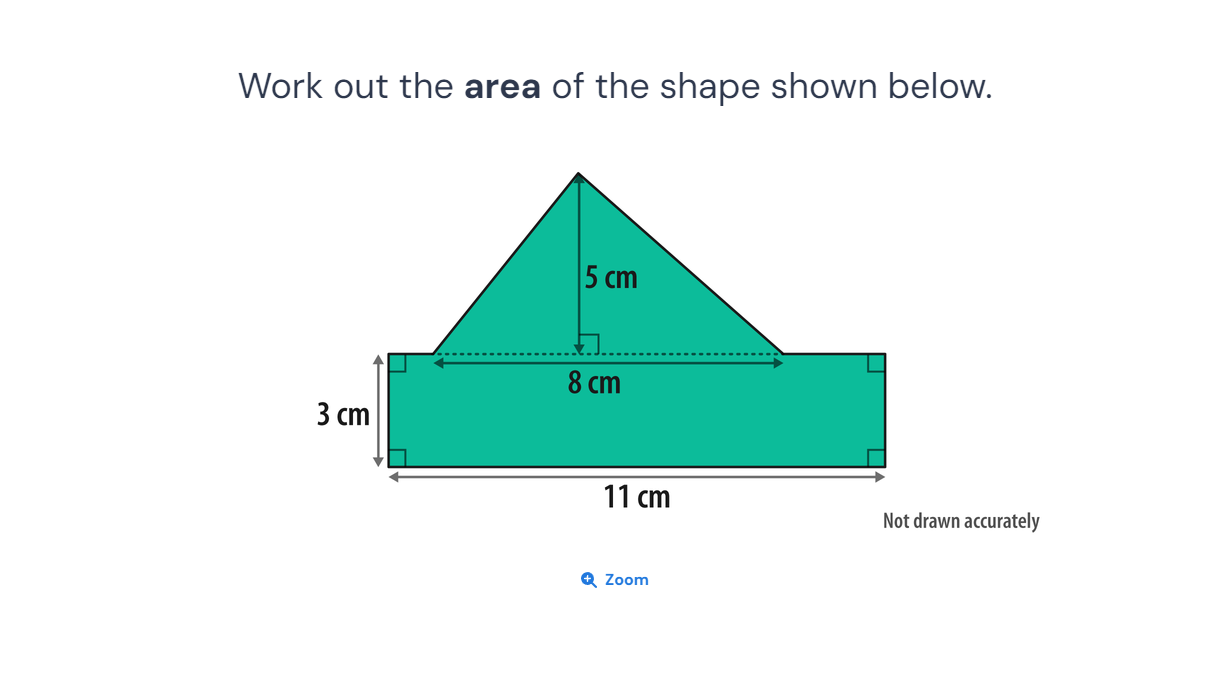 Work out the area of the shape shown below.
5 cm
8 cm
3 cm
11 cm
Not drawn accurately
Zoom